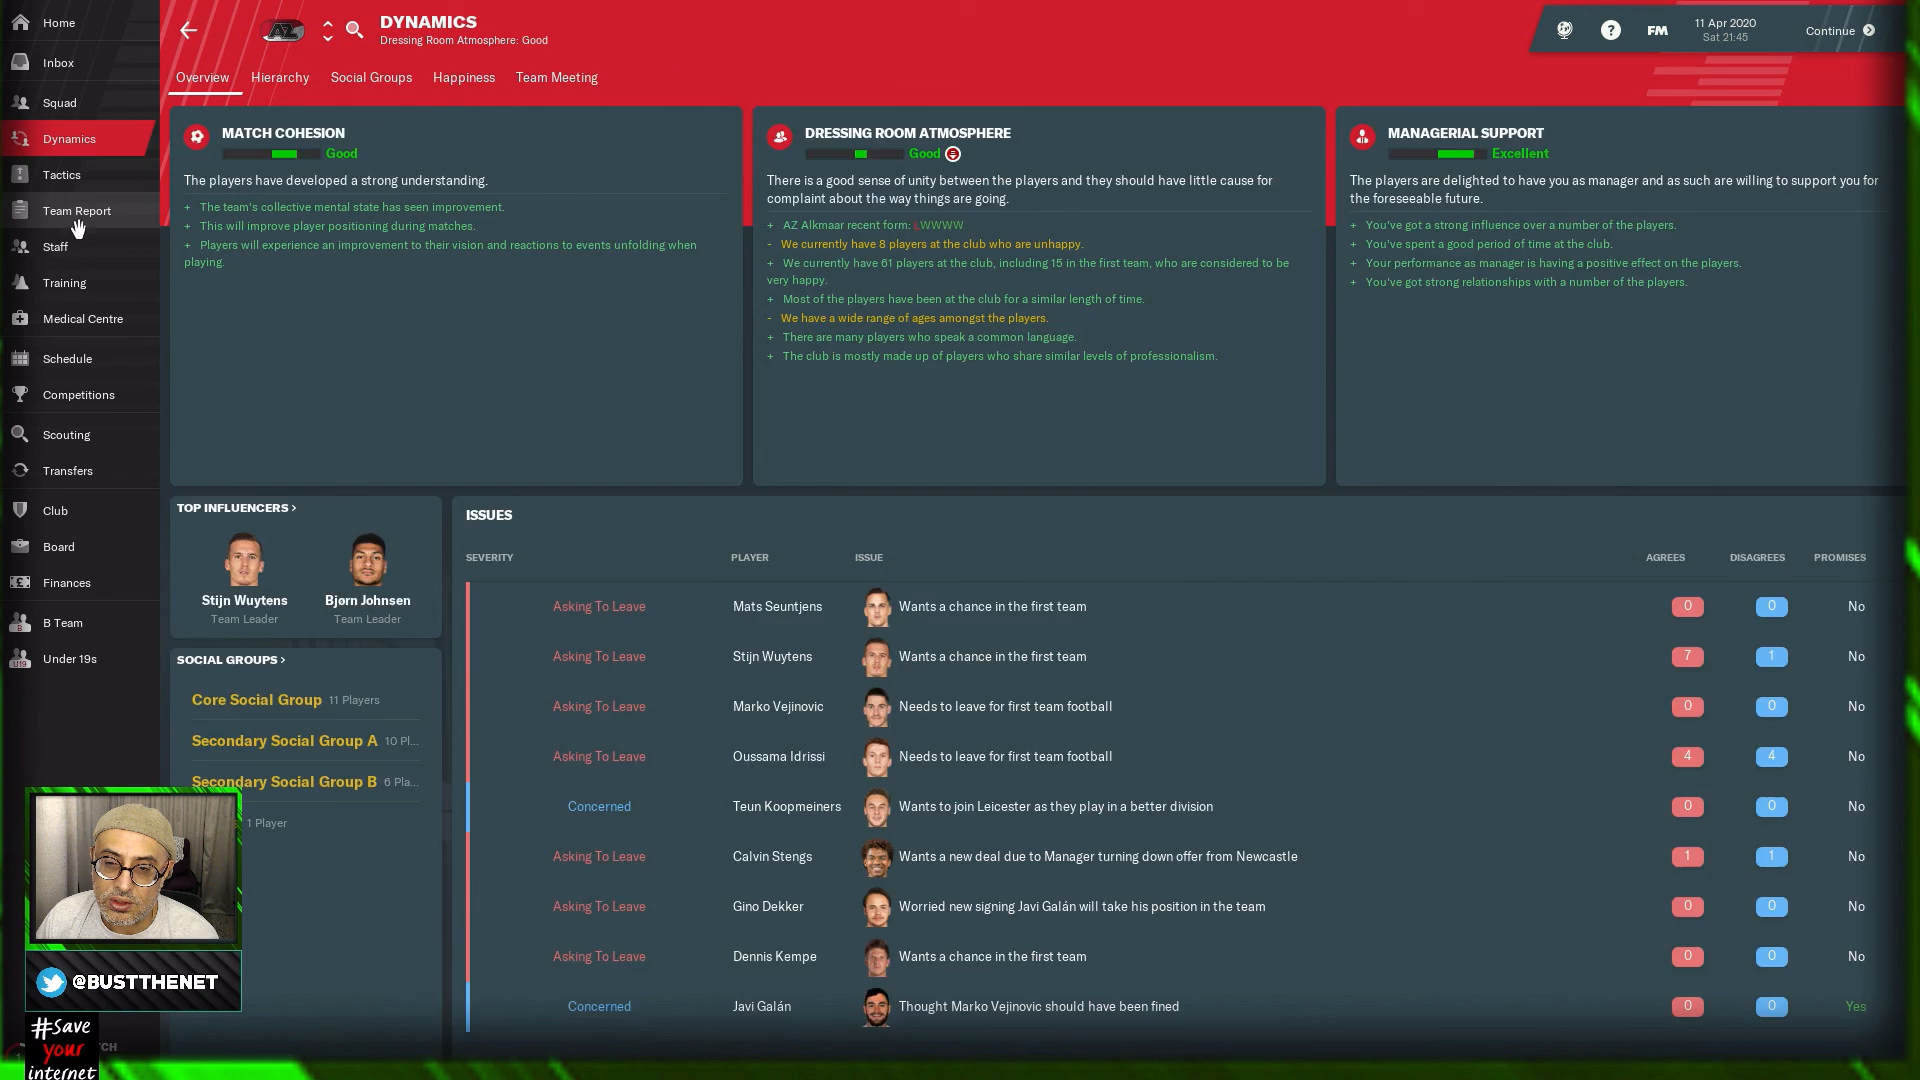 Home
Inbox
Squad
Dynamics
Tactics
Team Report
Staff
Training
Medical Centre
Schedule
Competitions
Scouting
Transfers
Club
Board
Finances
B Team
Under 19s
AZ
DYNAMICS
Dressing Room Atmosphere: Good
FM
11 Apr 2020
Sat 21:45
Continue
Overview
Hierarchy
Social Groups
Happiness
Team Meeting
MATCH COHESION
Good
The players have developed a strong understanding.
+ The team's collective mental state has seen improvement.
+ This will improve player positioning during matches.
+ Players will experience an improvement to their vision and reactions to events unfolding when
playing.
DRESSING ROOM ATMOSPHERE
Good
There is a good sense of unity between the players and they should have little cause for
complaint about the way things are going.
+ AZ Alkmaar recent form: LWWWW
- We currently have 8 players at the club who are unhappy.
+ We currently have 61 players at the club, including 15 in the first team, who are considered to be
very happy.
+ Most of the players have been at the club for a similar length of time.
- We have a wide range of ages amongst the players.
+ There are many players who speak a common language.
+ The club is mostly made up of players who share similar levels of professionalism.
MANAGERIAL SUPPORT
Excellent
The players are delighted to have you as manager and as such are willing to support you for
the foreseeable future.
+ You've got a strong influence over a number of the players.
+ You've spent a good period of time at the club.
+ Your performance as manager is having a positive effect on the players.
+ You've got strong relationships with a number of the players.
TOP INFLUENCERS >
Stijn Wuytens
Team Leader
Bjørn Johnsen
Team Leader
SOCIAL GROUPS >
Core Social Group 11 Players
Secondary Social Group A 10 Pl...
Secondary Social Group B 6 Pla...
1 Player
ISSUES
SEVERITY PLAYER ISSUE AGREES DISAGREES PROMISES
Asking To Leave Mats Seuntjens Wants a chance in the first team 0 0 No
Asking To Leave Stijn Wuytens Wants a chance in the first team 7 1 No
Asking To Leave Marko Vejinovic Needs to leave for first team football 0 0 No
Asking To Leave Oussama Idrissi Needs to leave for first team football 4 4 No
Concerned Teun Koopmeiners Wants to join Leicester as they play in a better division 0 0 No
Asking To Leave Calvin Stengs Wants a new deal due to Manager turning down offer from Newcastle 1 1 No
Asking To Leave Gino Dekker Worried new signing Javi Galán will take his position in the team 0 0 No
Asking To Leave Dennis Kempe Wants a chance in the first team 0 0 No
Concerned Javi Galán Thought Marko Vejinovic should have been fined 0 0 Yes
@BUSTTHENET
#Save
your
internet